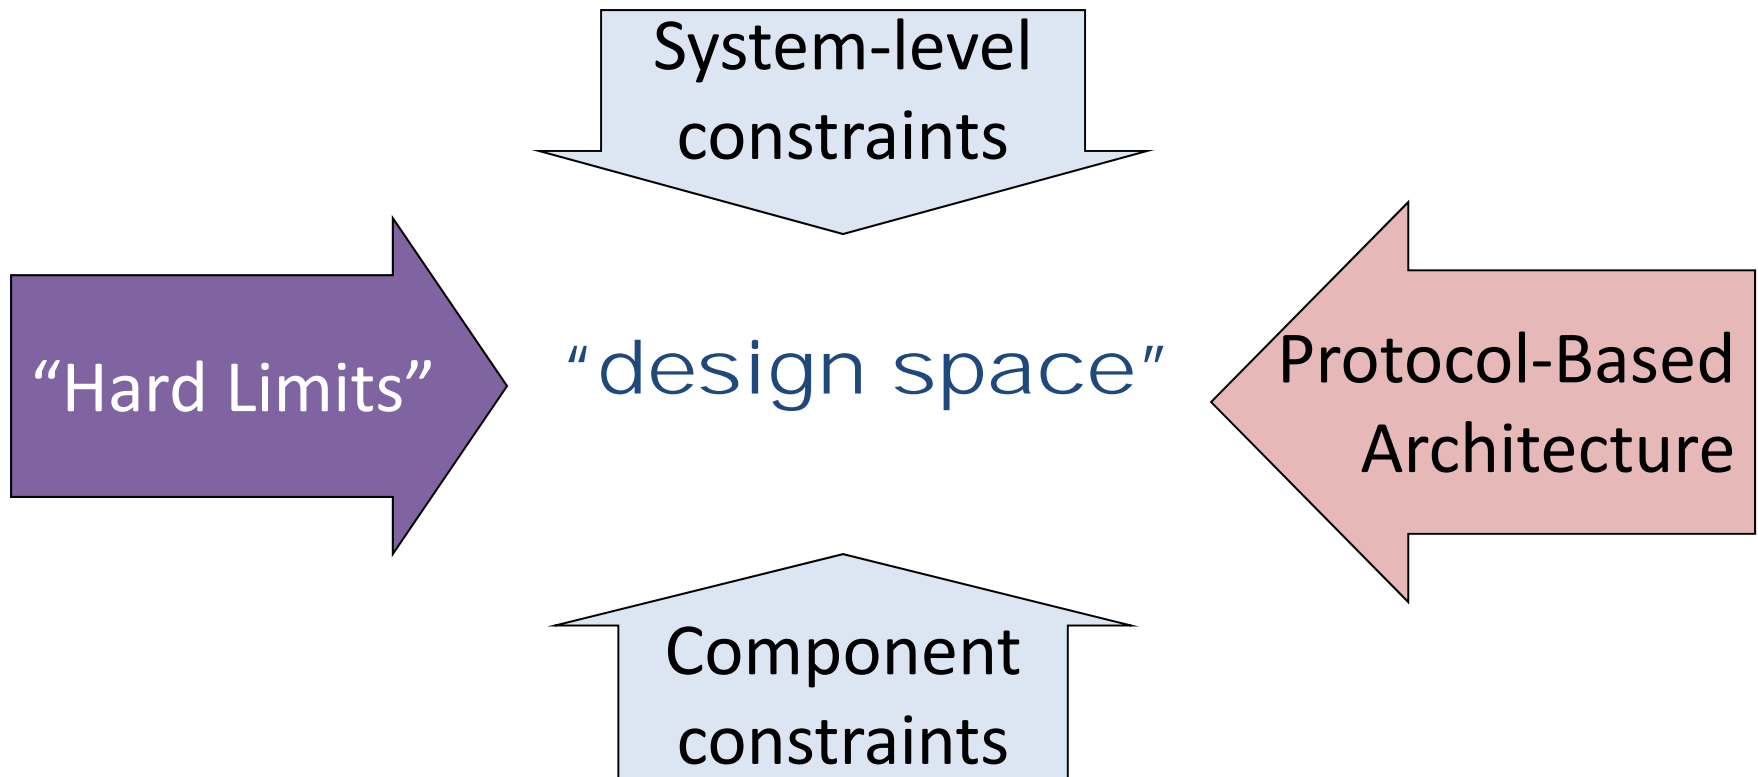 System-level
constraints
“Hard Limits”
“design space”
Protocol-Based
Architecture
Component
constraints